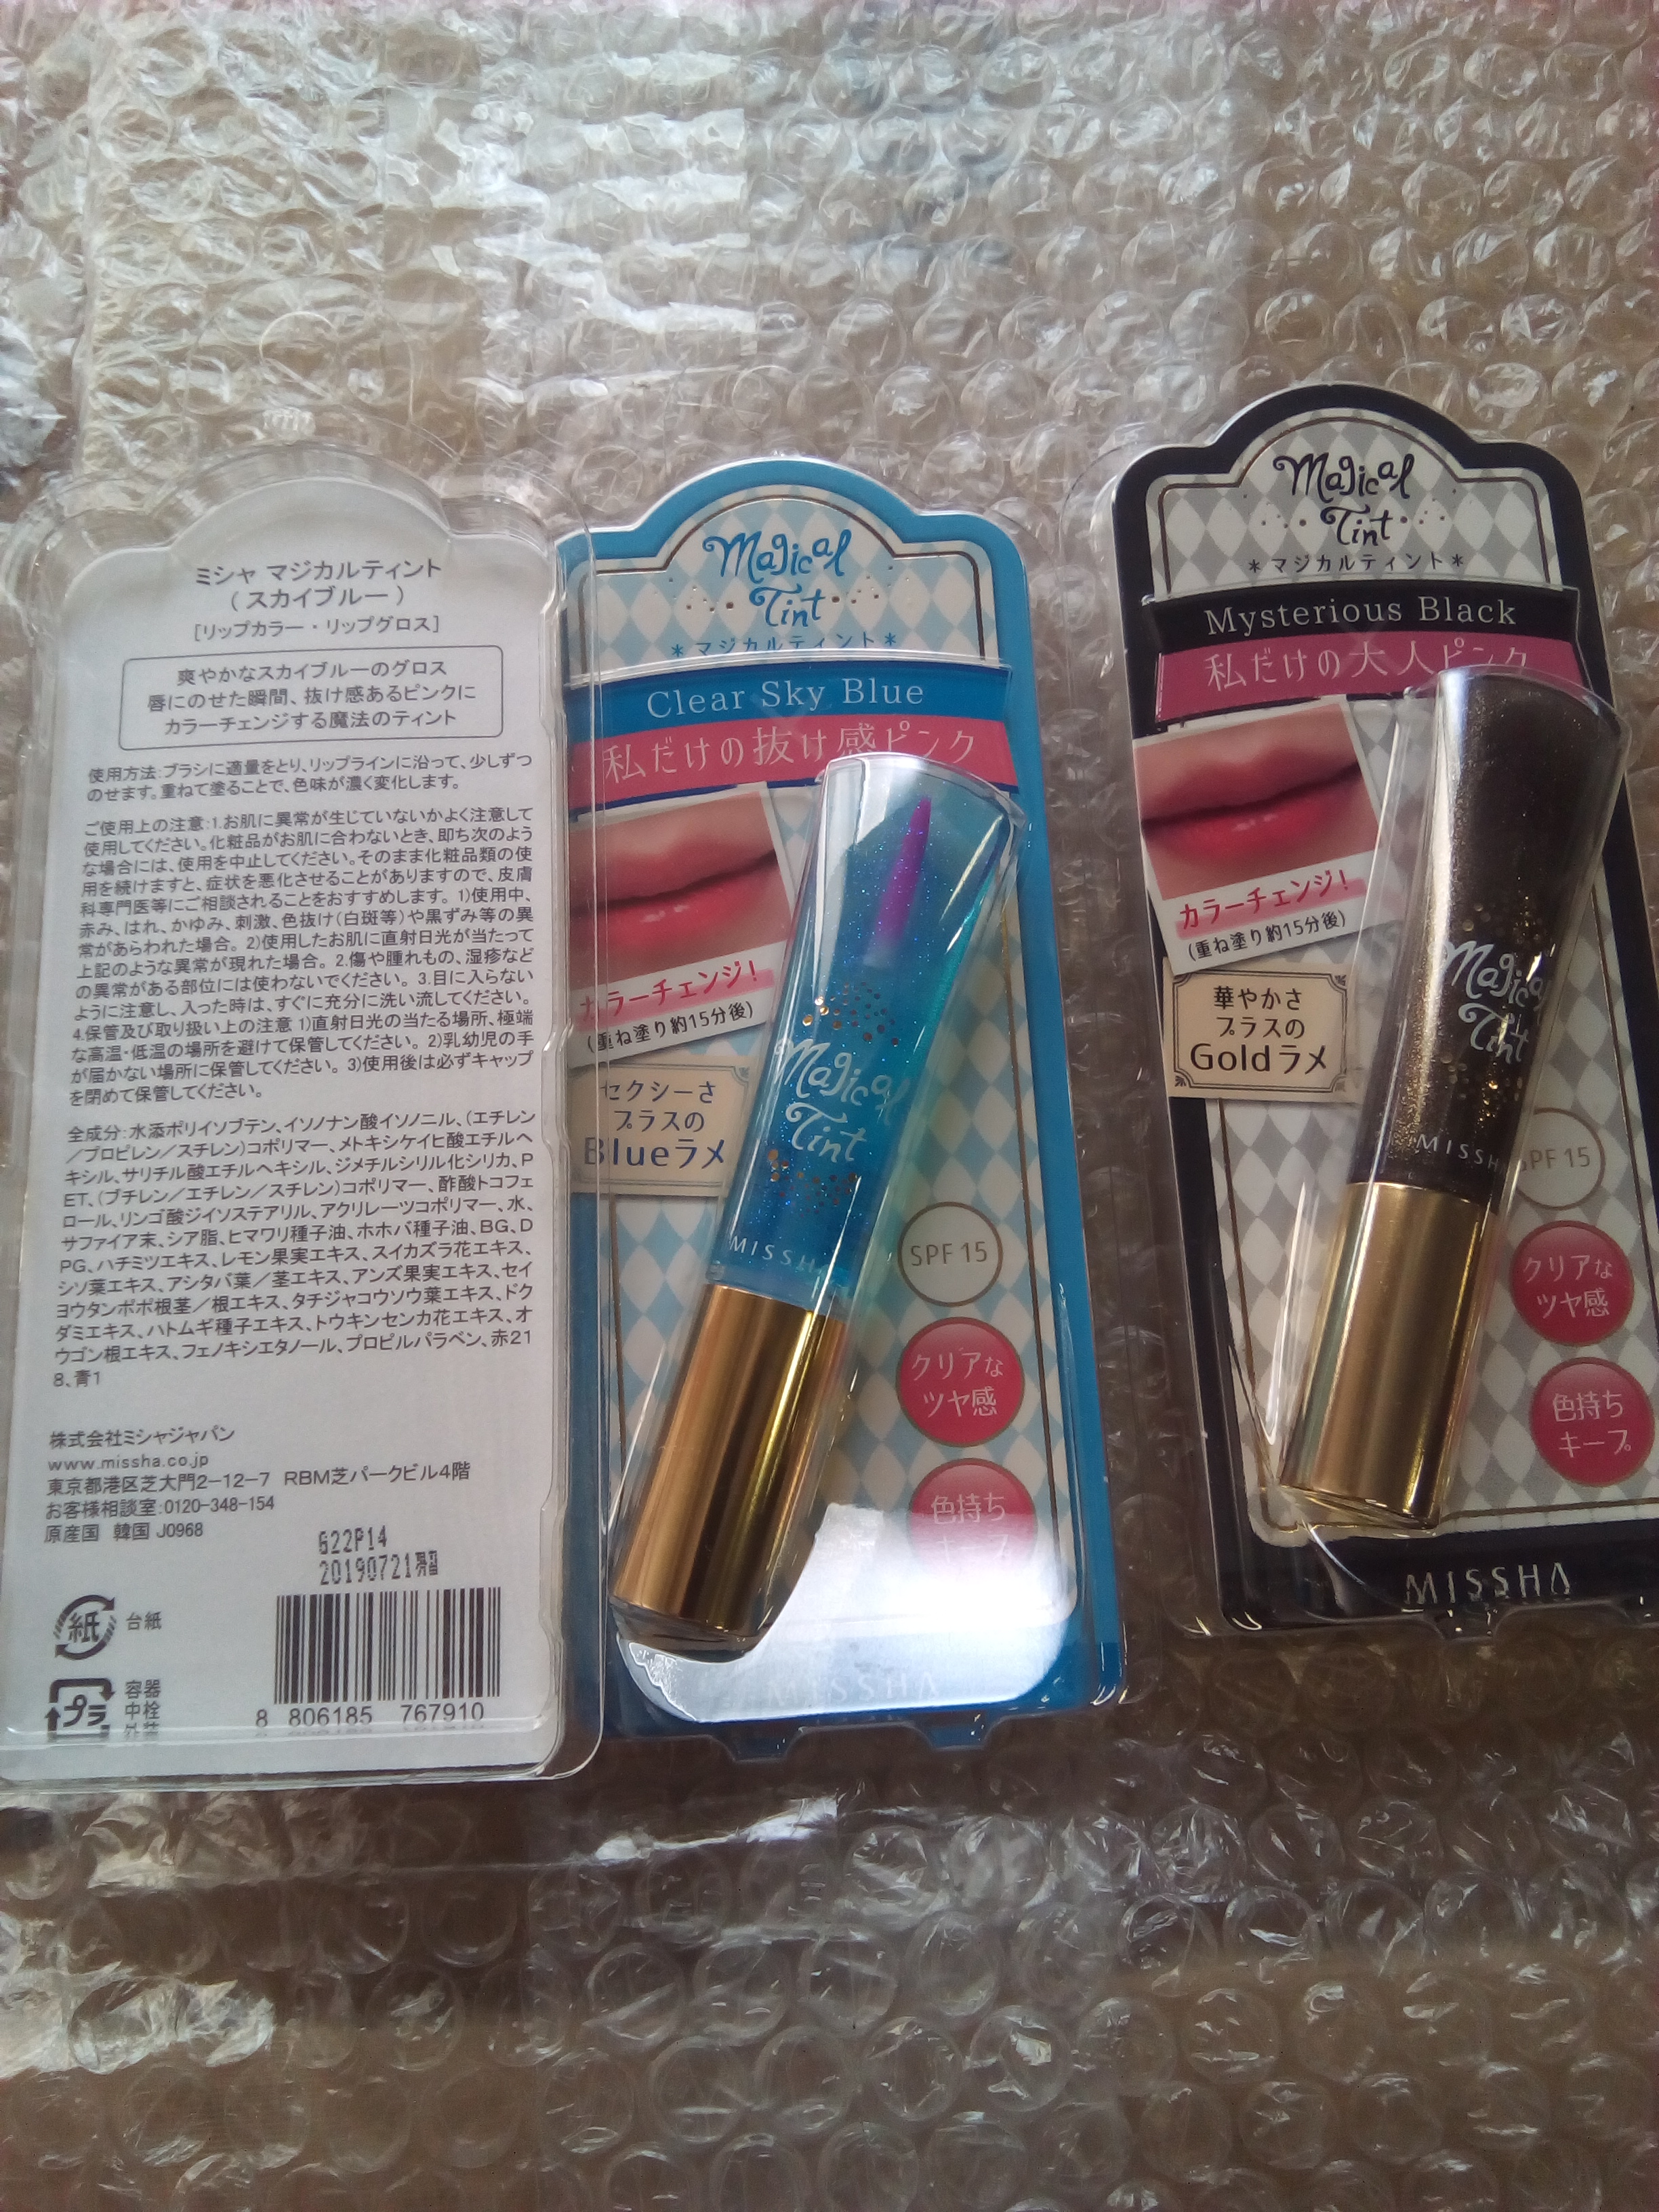 ミシャ マジカルティント
(スカイブルー)
[リップカラー・リップグロス]
爽やかなスカイブルーのグロス
唇にのせた瞬間、抜け感あるピンクに
カラーチェンジする魔法のティント
使用方法:ブラシに適量をとり、リップラインに沿って、少しずつ
のせます。重ねて塗ることで、色味が濃く変化します。
ご使用上の注意:1.お肌に異常が生じていないかよく注意して
使用してください。化粧品がお肌に合わないとき、即ち次のよう
な場合には、使用を中止してください。そのまま化粧品類の使
用を続けますと、症状を悪化させることがありますので、皮膚
科専門医等にご相談されることをおすすめします。1)使用中、
赤み、はれ、かゆみ、刺激、色抜け(白斑等)や黒ずみ等の異
常があらわれた場合。2)使用したお肌に直射日光が当たって
上記のような異常が現れた場合。2.傷や腫れもの、湿疹など
の異常がある部位には使わないでください。3.目に入らない
ように注意し、入った時は、すぐに充分に洗い流してください。
4.保管及び取り扱い上の注意 1)直射日光の当たる場所、極端
な高温・低温の場所を避けて保管してください。2)乳幼児の手
が届かない場所に保管してください。3)使用後は必ずキャップ
を閉めて保管してください。
全成分:水添ポリイソブテン、イソノナン酸イソノニル、(エチレン
／プロピレン／スチレン)コポリマー、メトキシケイヒ酸エチルヘ
キシル、サリチル酸エチルヘキシル、ジメチルシリル化シリカ、P
ET、(ブチレン／エチレン／スチレン)コポリマー、酢酸トコフェ
ロール、リンゴ酸ジイソステアリル、アクリレーツコポリマー、水、
サファイア末、シア脂、ヒマワリ種子油、ホホバ種子油、BG、D
PG、ハチミツエキス、レモン果実エキス、スイカズラ花エキス、
シソ葉エキス、アシタバ葉／茎エキス、アンズ果実エキス、セイ
ヨウタンポポ根茎／根エキス、タチジャコウソウ葉エキス、ドク
ダミエキス、ハトムギ種子エキス、トウキンセンカ花エキス、オ
ウゴン根エキス、フェノキシエタノール、プロピルパラベン、赤21
8、青1
株式会社ミシャジャパン
www.missha.co.jp
東京都港区芝大門2-12-7 RBM芝パークビル4階
お客様相談室:0120-348-154
原産国 韓国 J0968
G22P14
20190721
紙 台紙
プラ 容器
中栓
外装
8 806185 767910
Magical
Tint
*マジカルティント*
Clear Sky Blue
私だけの抜け感ピンク
カラーチェンジ!
(重ね塗り約15分後)
セクシーさ
プラスの
Blueラメ
Magical
Tint
MISSHA
SPF 15
クリアな
ツヤ感
色持ち
キープ
MISSHA
Magical
Tint
*マジカルティント*
Mysterious Black
私だけの大人ピンク
カラーチェンジ!
(重ね塗り約15分後)
華やかさ
プラスの
Goldラメ
Magical
Tint
MISSH
SPF 15
クリアな
ツヤ感
色持ち
キープ
MISSHA